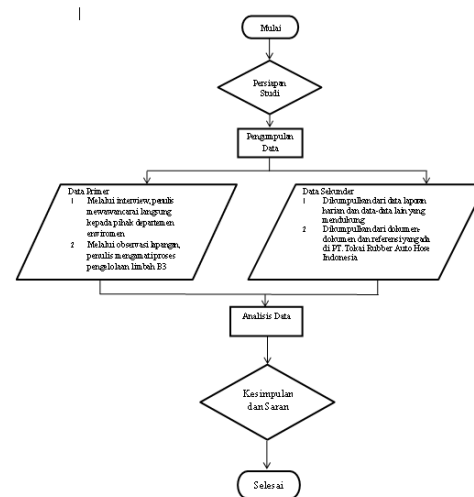 Mulai
Persiapan
Studi
Pengumpulan
Data
Data Primer
1 Melalui interview, penulis
mewawancarai langsung
kepada pihak departemen
enviromen
2 Melalui observasi lapangan,
penulis mengamati proses
pengelolaan limbah B3
Data Sekunder
1 Dikumpulkan dari data laporan
harian dan data-data lain yang
mendukung
2 Dikumpulkan dari dokumen-
dokumen dan referensi yang ada
di PT. Tokai Rubber Auto Hose
Indonesia
Analisis Data
Kesimpulan
dan Saran
Selesai